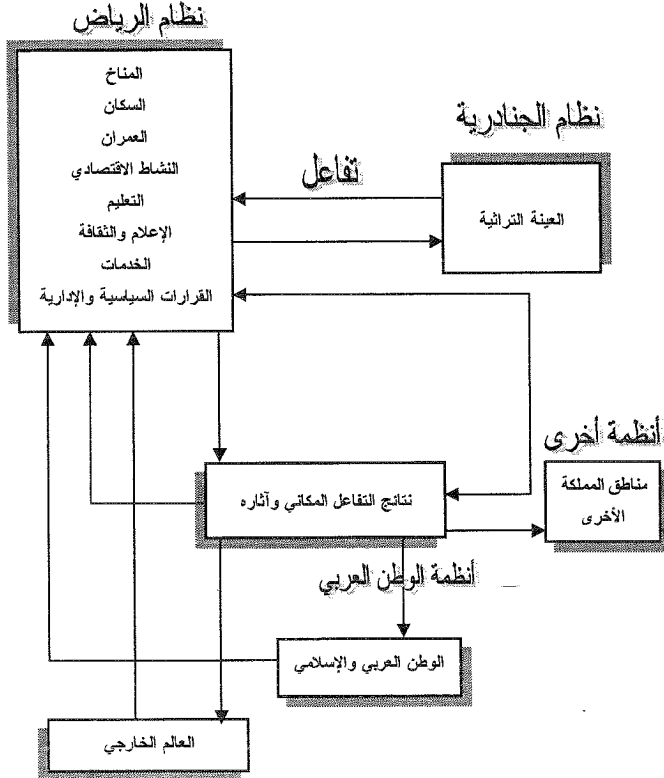 نظام الرياض
المناخ
السكان
العمران
النشاط الاقتصادي
التعليم
الإعلام والثقافة
الخدمات
القرارات السياسية والإدارية
نظام الجنادرية
تفاعل
العينة التراثية
أنظمة أخرى
مناطق المملكة
الأخرى
نتائج التفاعل المكاني وآثاره
أنظمة الوطن العربي
الوطن العربي والإسلامي
العالم الخارجي